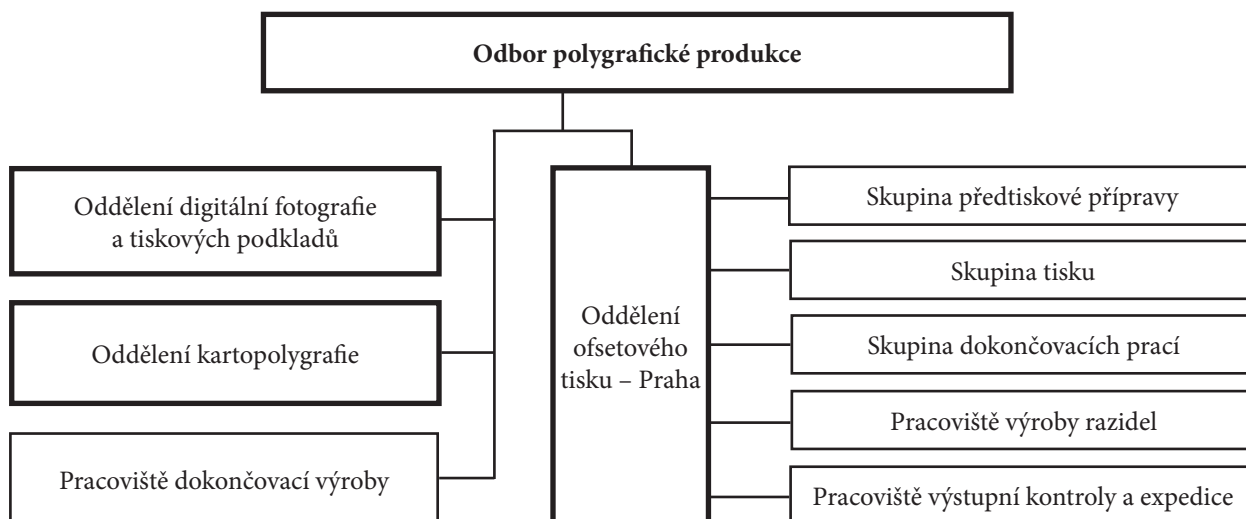 Odbor polygrafické produkce
Oddělení digitální fotografie
a tiskových podkladů
Oddělení kartopolygrafie
Pracoviště dokončovací výroby
Oddělení
ofsetového
tisku – Praha
Skupina předtiskové přípravy
Skupina tisku
Skupina dokončovacích prací
Pracoviště výroby razidel
Pracoviště výstupní kontroly a expedice